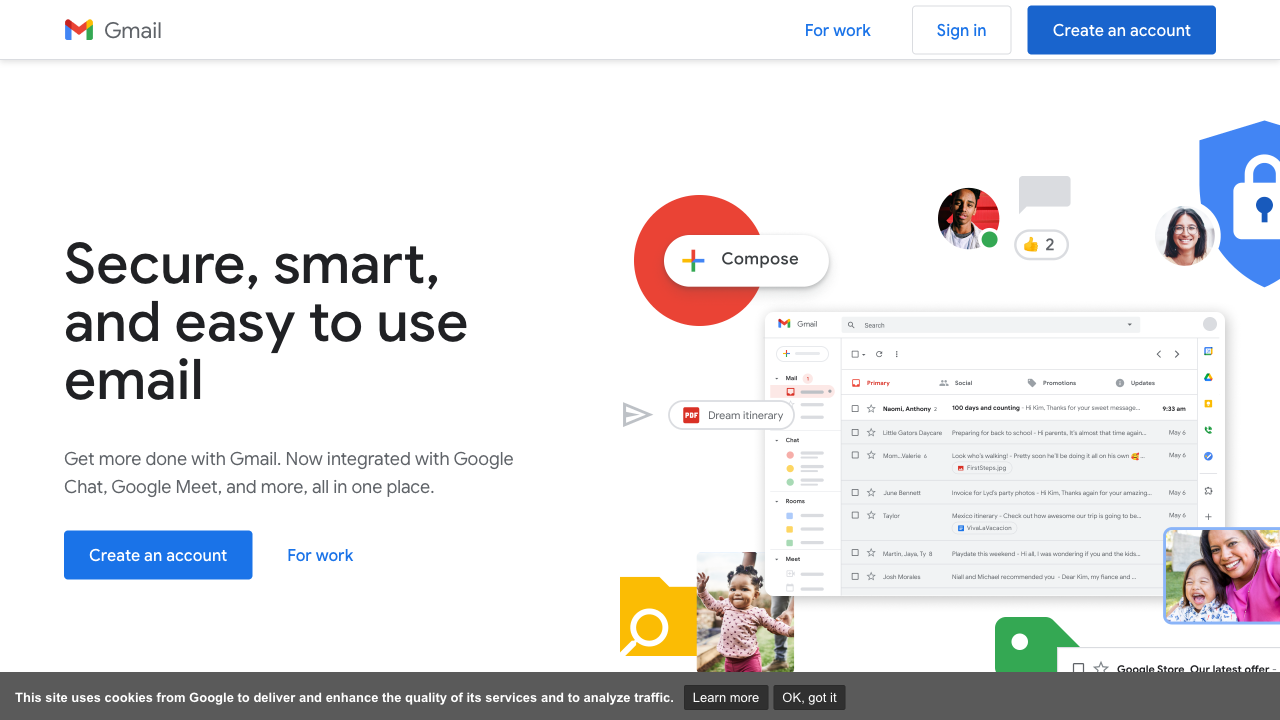 Gmail
For work
Sign in
Create an account
Secure, smart,
and easy to use
email
Get more done with Gmail. Now integrated with Google
Chat, Google Meet, and more, all in one place.
Create an account
For work
Compose
👍 2
PDF Dream itinerary
Gmail
Search
Mail
Chat
Rooms
Meet
Primary
Social
Promotions
Updates
Naomi, Anthony 2 100 days and counting - Hi Kim, Thanks for your sweet message... 9:33 am
Little Gators Daycare Preparing for back to school - Hi parents, It's almost that time again... May 6
Mom...Valerie 6 Look who's walking! - Pretty soon he'll be doing it all on his own 🥰... May 6
FirstSteps.jpg
June Bennett Invoice for Lyd's party photos - Hi Kim, Thanks again for your amazing... May 6
Taylor Mexico itinerary - Check out how awesome our trip is going to be... May 6
VivaLaVacacion
Martin, Jaya, Ty 8 Playdate this weekend - Hi all, I was wondering if you and the kids...
Josh Morales Niall and Michael recommended you - Dear Kim, my fiance and ...
Google Store Our latest offer -
This site uses cookies from Google to deliver and enhance the quality of its services and to analyze traffic.
Learn more
OK, got it